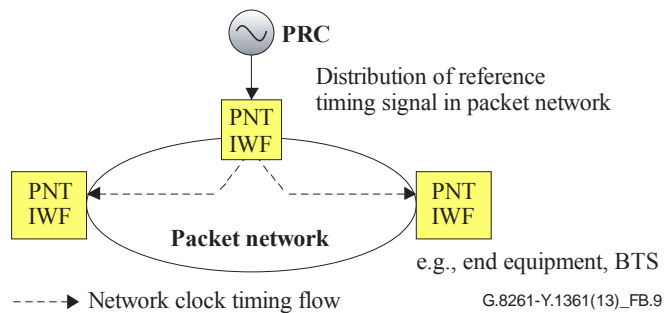 PRC
Distribution of reference
timing signal in packet network
PNT
IWF
PNT
IWF
PNT
IWF
Packet network
e.g., end equipment, BTS
Network clock timing flow
G.8261-Y.1361(13)_FB.9